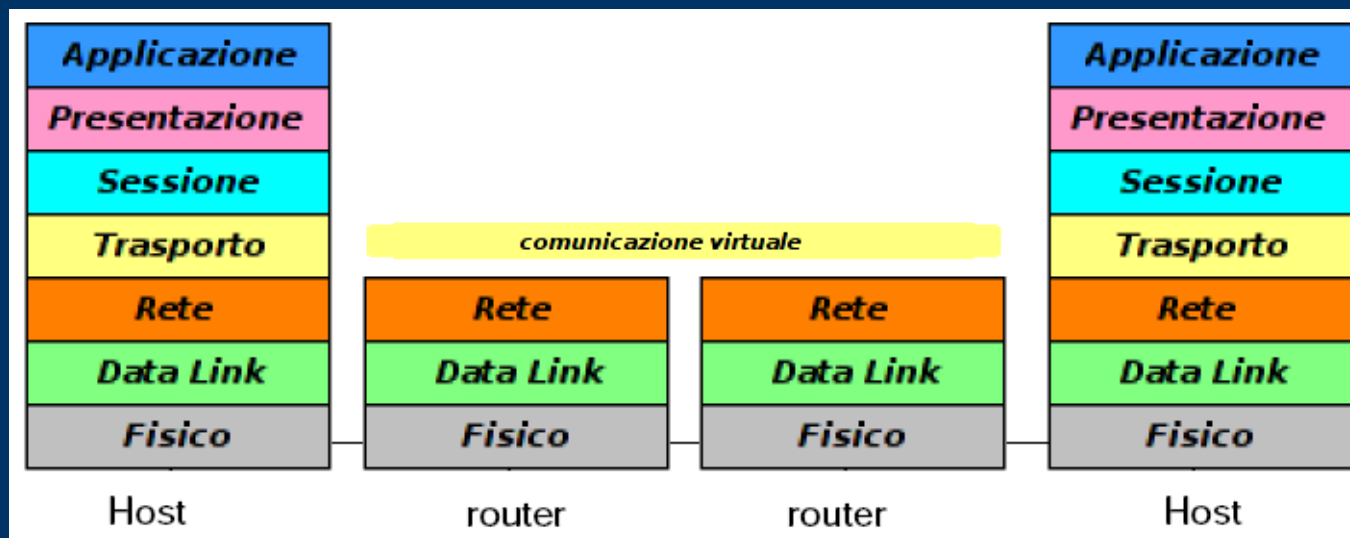 Applicazione
Presentazione
Sessione
Trasporto
Rete
Data Link
Fisico
Host
comunicazione virtuale
Rete
Data Link
Fisico
router
Rete
Data Link
Fisico
router
Applicazione
Presentazione
Sessione
Trasporto
Rete
Data Link
Fisico
Host